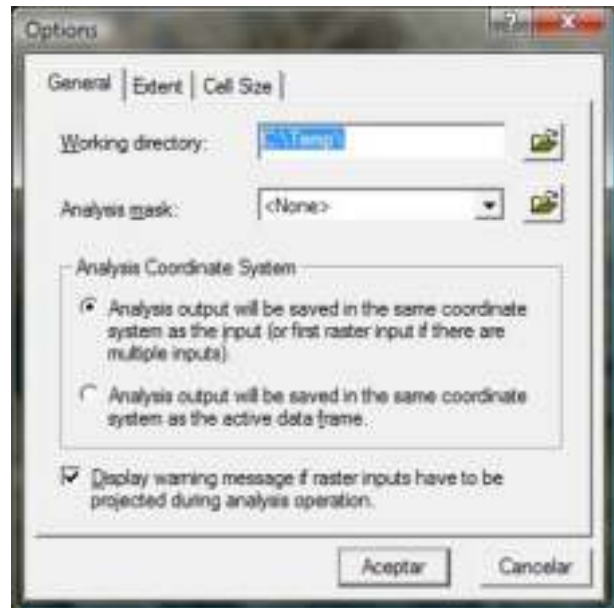 Options
General Extent Cell Size
Working directory: C:\Temp\
Analysis mask: <None>
Analysis Coordinate System
Analysis output will be saved in the same coordinate
system as the input (or first raster input if there are
multiple inputs).
Analysis output will be saved in the same coordinate
system as the active data frame.
Display warning message if raster inputs have to be
projected during analysis operation.
Aceptar Cancelar